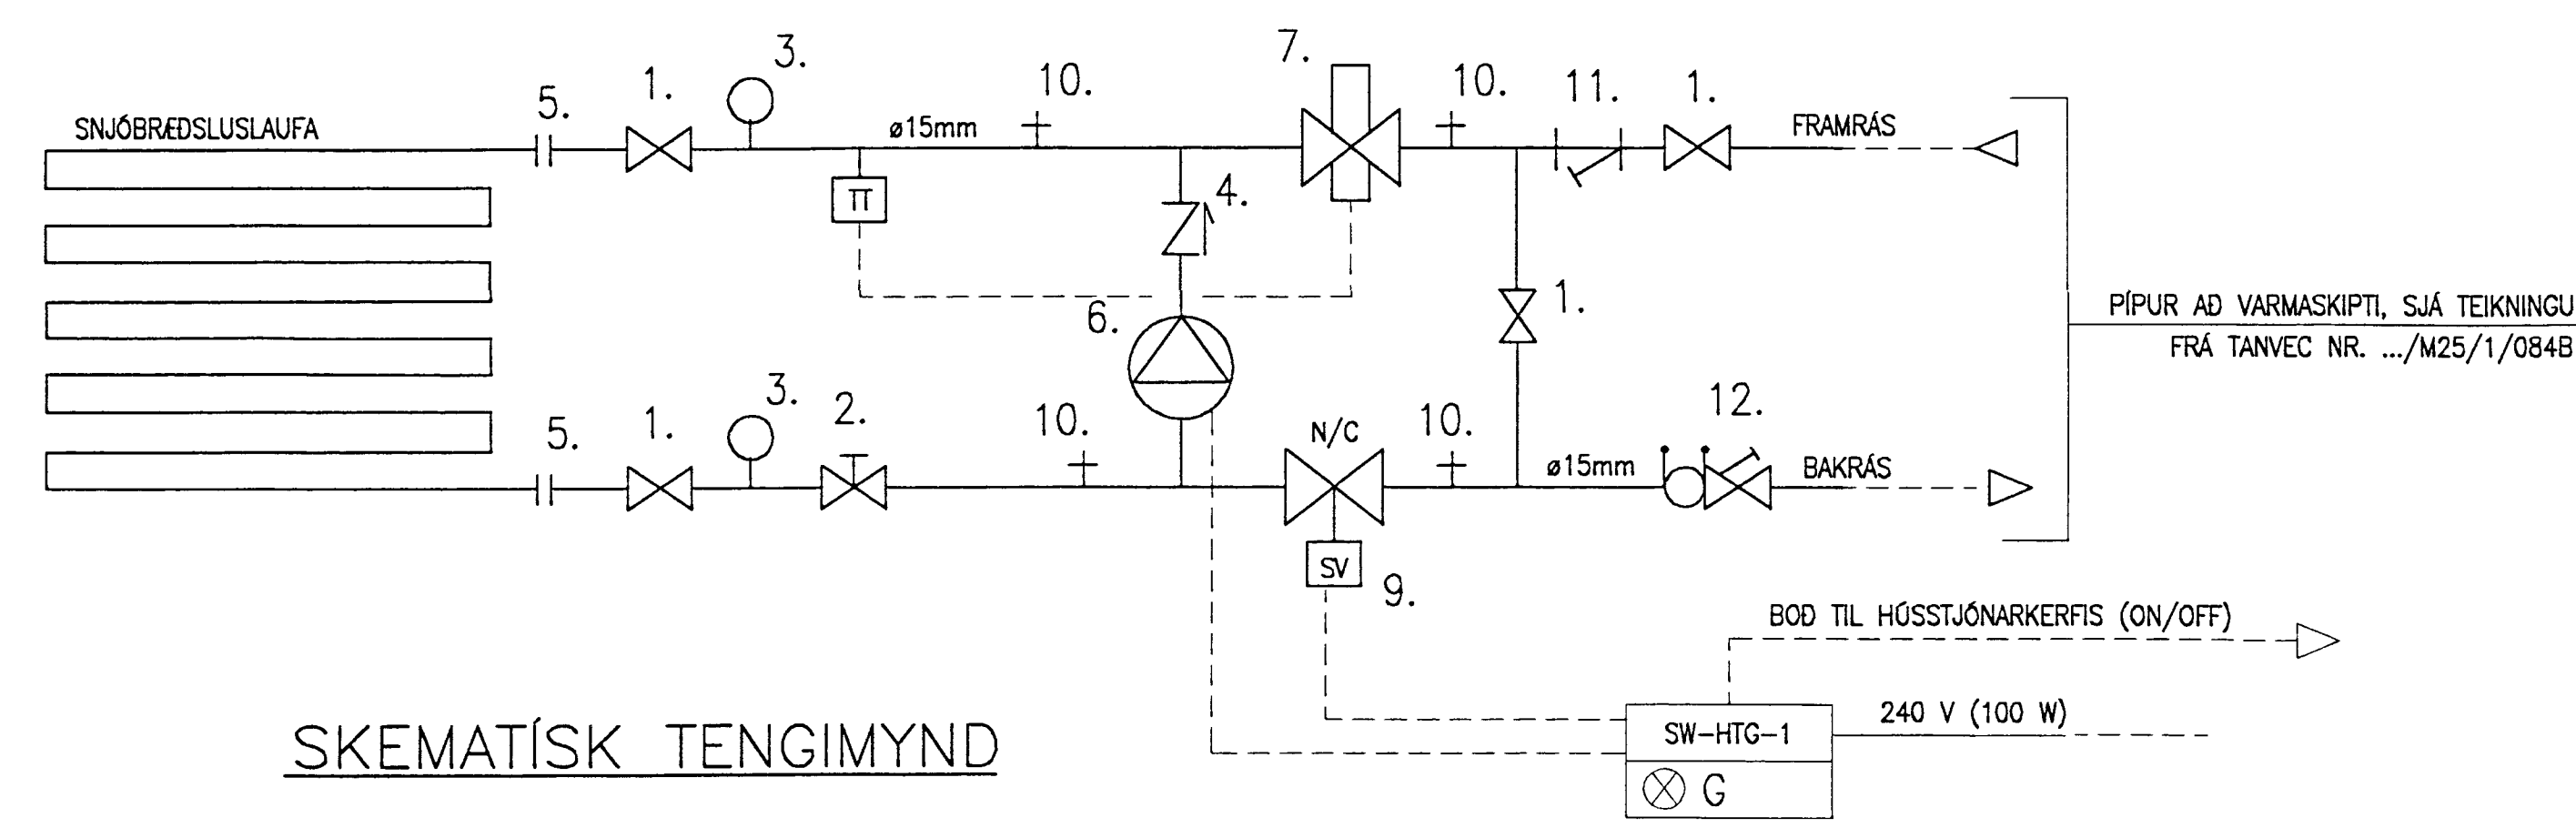 7.
3.
10.
10.
11.
1.
1.
5.
SNJÓBRÆÐSLUSLAUFA
ø15mm
FRAMRÁS
TT
4.
6.
1.
PÍPUR AÐ VARMASKIPTI, SJÁ TEIKNINGU
FRÁ TANVEC NR. .../M25/1/084B
3.
2.
12.
5.
1.
10.
N/C
10.
ø15mm
BAKRÁS
SV
9.
BOÐ TIL HÚSSTJÓNARKERFIS (ON/OFF)
SW-HTG-1
240 V (100 W)
G
SKEMATÍSK TENGIMYND